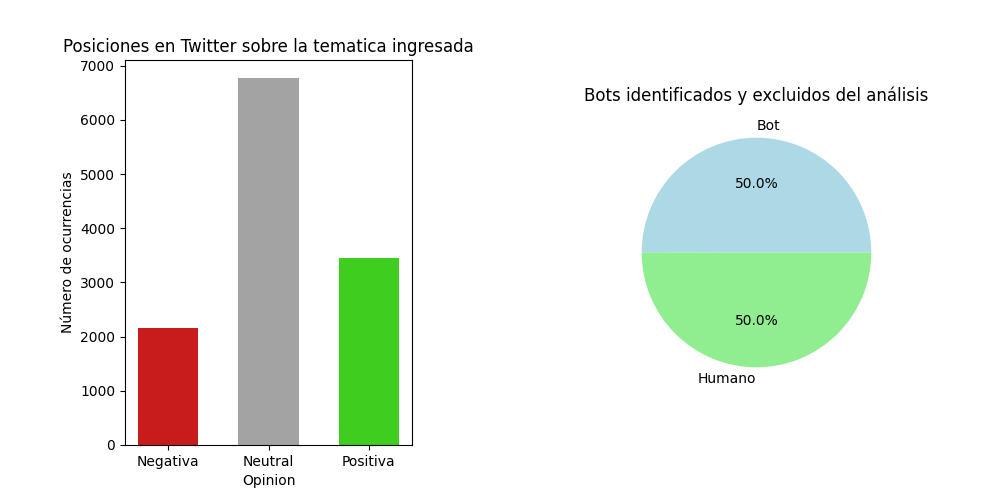 Posiciones en Twitter sobre la tematica ingresada
Número de ocurrencias
7000
6000
5000
4000
3000
2000
1000
0
Negativa
Neutral
Positiva
Opinion
Bots identificados y excluidos del análisis
Bot
50.0%
50.0%
Humano